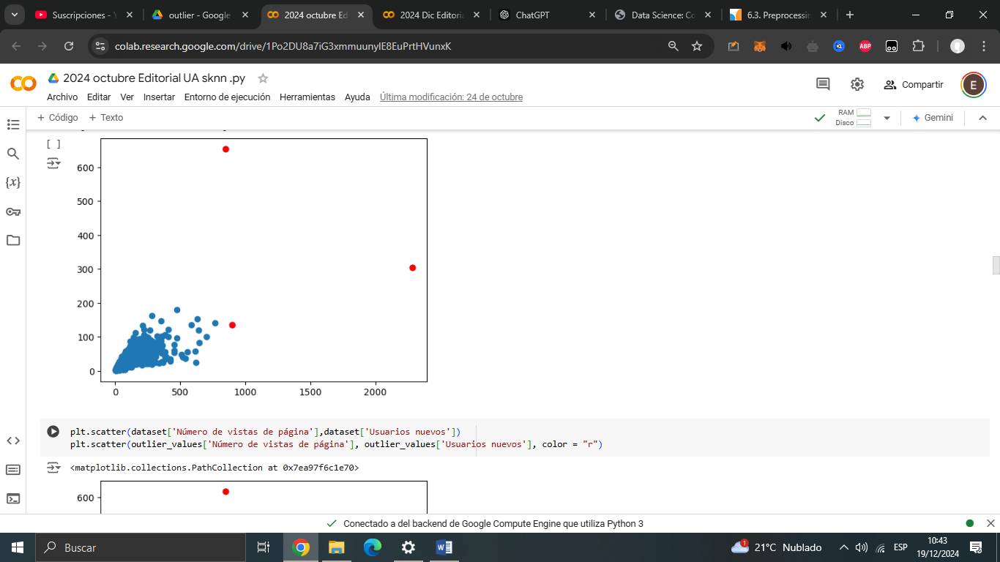 Suscripciones - Y
outlier - Google
2024 octubre Ed
2024 Dic Editoria
ChatGPT
Data Science: Co
6.3. Preprocessin
colab.research.google.com/drive/1Po2DU8a7iG3xmmuunylE8EuPrtHVunxK
2024 octubre Editorial UA sknn .py
Archivo Editar Ver Insertar Entorno de ejecución Herramientas Ayuda Última modificación: 24 de octubre
Compartir
E
+ Código + Texto
RAM
Disco
Gemini
[ ]
600
500
400
300
200
100
0
0 500 1000 1500 2000
plt.scatter(dataset['Número de vistas de página'],dataset['Usuarios nuevos'])
plt.scatter(outlier_values['Número de vistas de página'], outlier_values['Usuarios nuevos'], color = "r")
<matplotlib.collections.PathCollection at 0x7ea97f6c1e70>
600
Conectado a del backend de Google Compute Engine que utiliza Python 3
Buscar
1
21°C Nublado
ESP
10:43
19/12/2024